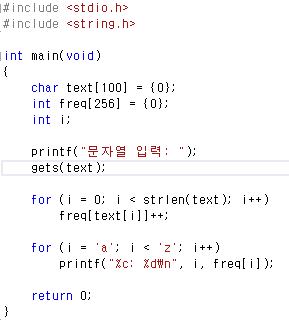 #include <stdio.h>
#include <string.h>
int main(void)
{
char text[100] = {0};
int freq[256] = {0};
int i;
printf("문자열 입력: ");
gets(text);
for (i = 0; i < strlen(text); i++)
freq[text[i]]++;
for (i = 'a'; i < 'z'; i++)
printf("%c: %d₩n", i, freq[i]);
return 0;
}